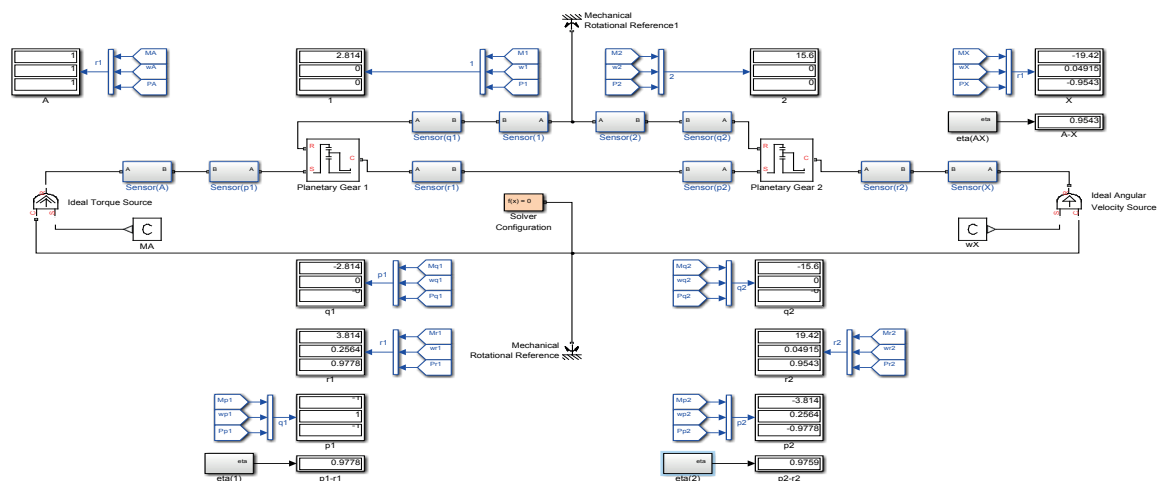 Mechanical
Rotational Reference1
MA
wA
PA
r1
1
1
1
A
2.814
0
0
1
1
M1
w1
P1
M2
w2
P2
2
15.6
0
0
2
MX
wX
PX
r1
-19.42
0.04915
-0.9543
X
eta
eta(AX)
0.9543
A-X
A B
Sensor(q1)
A B
Sensor(1)
A B
Sensor(2)
A B
Sensor(q2)
A B
Sensor(A)
B A
Sensor(p1)
R
S
C
Planetary Gear 1
A B
Sensor(r1)
B A
Sensor(p2)
R
S
C
Planetary Gear 2
A B
Sensor(r2)
B A
Sensor(X)
R
C
S
Ideal Torque Source
C
MA
f(x) = 0
Solver
Configuration
C
wX
R
S
C
Ideal Angular
Velocity Source
-2.814
0
-0
q1
p1
Mq1
wq1
Pq1
Mq2
wq2
Pq2
q2
-15.6
0
-0
q2
Mechanical
Rotational Reference
3.814
0.2564
0.9778
r1
r1
Mr1
wr1
Pr1
19.42
0.04915
0.9543
r2
r2
Mr2
wr2
Pr2
Mp1
wp1
Pp1
q1
-1
1
-1
p1
Mp2
wp2
Pp2
p2
-3.814
0.2564
-0.9778
p2
eta
eta(1)
0.9778
p1-r1
eta
eta(2)
0.9759
p2-r2